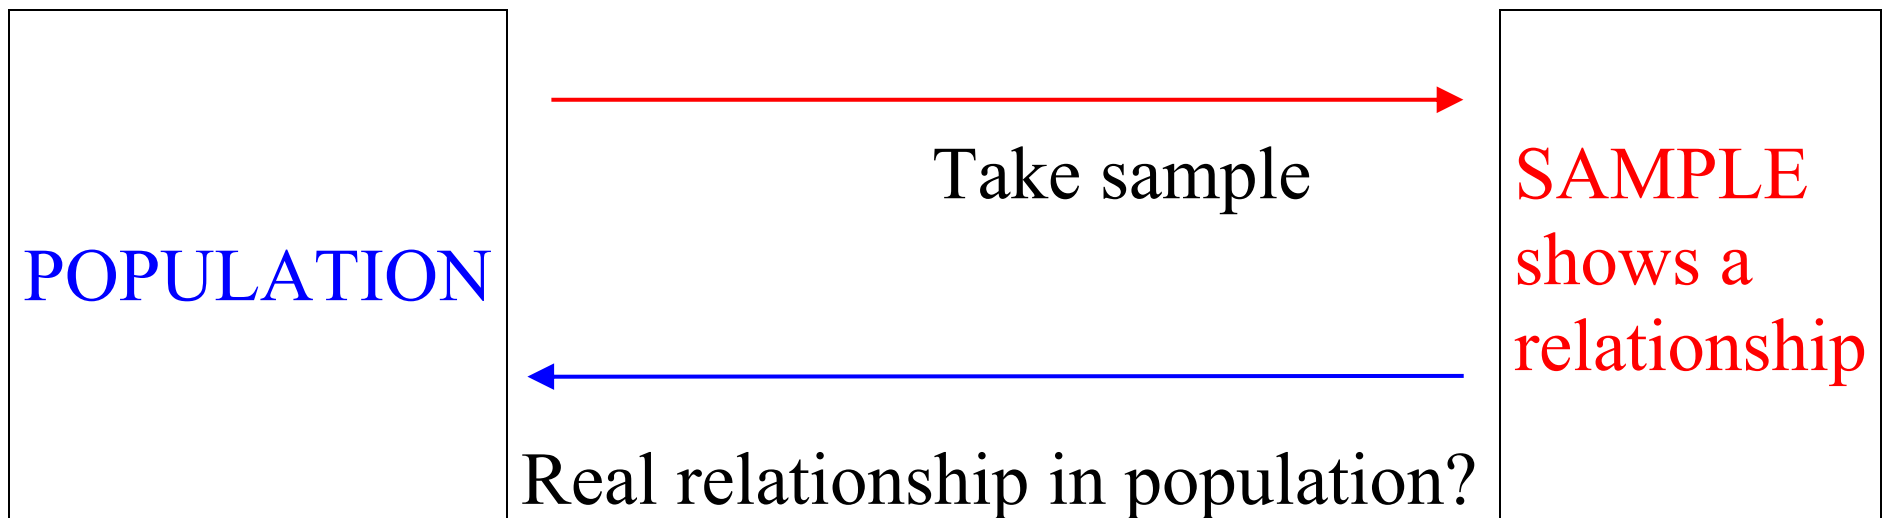 POPULATION
Take sample
SAMPLE
shows a
relationship
Real relationship in population?